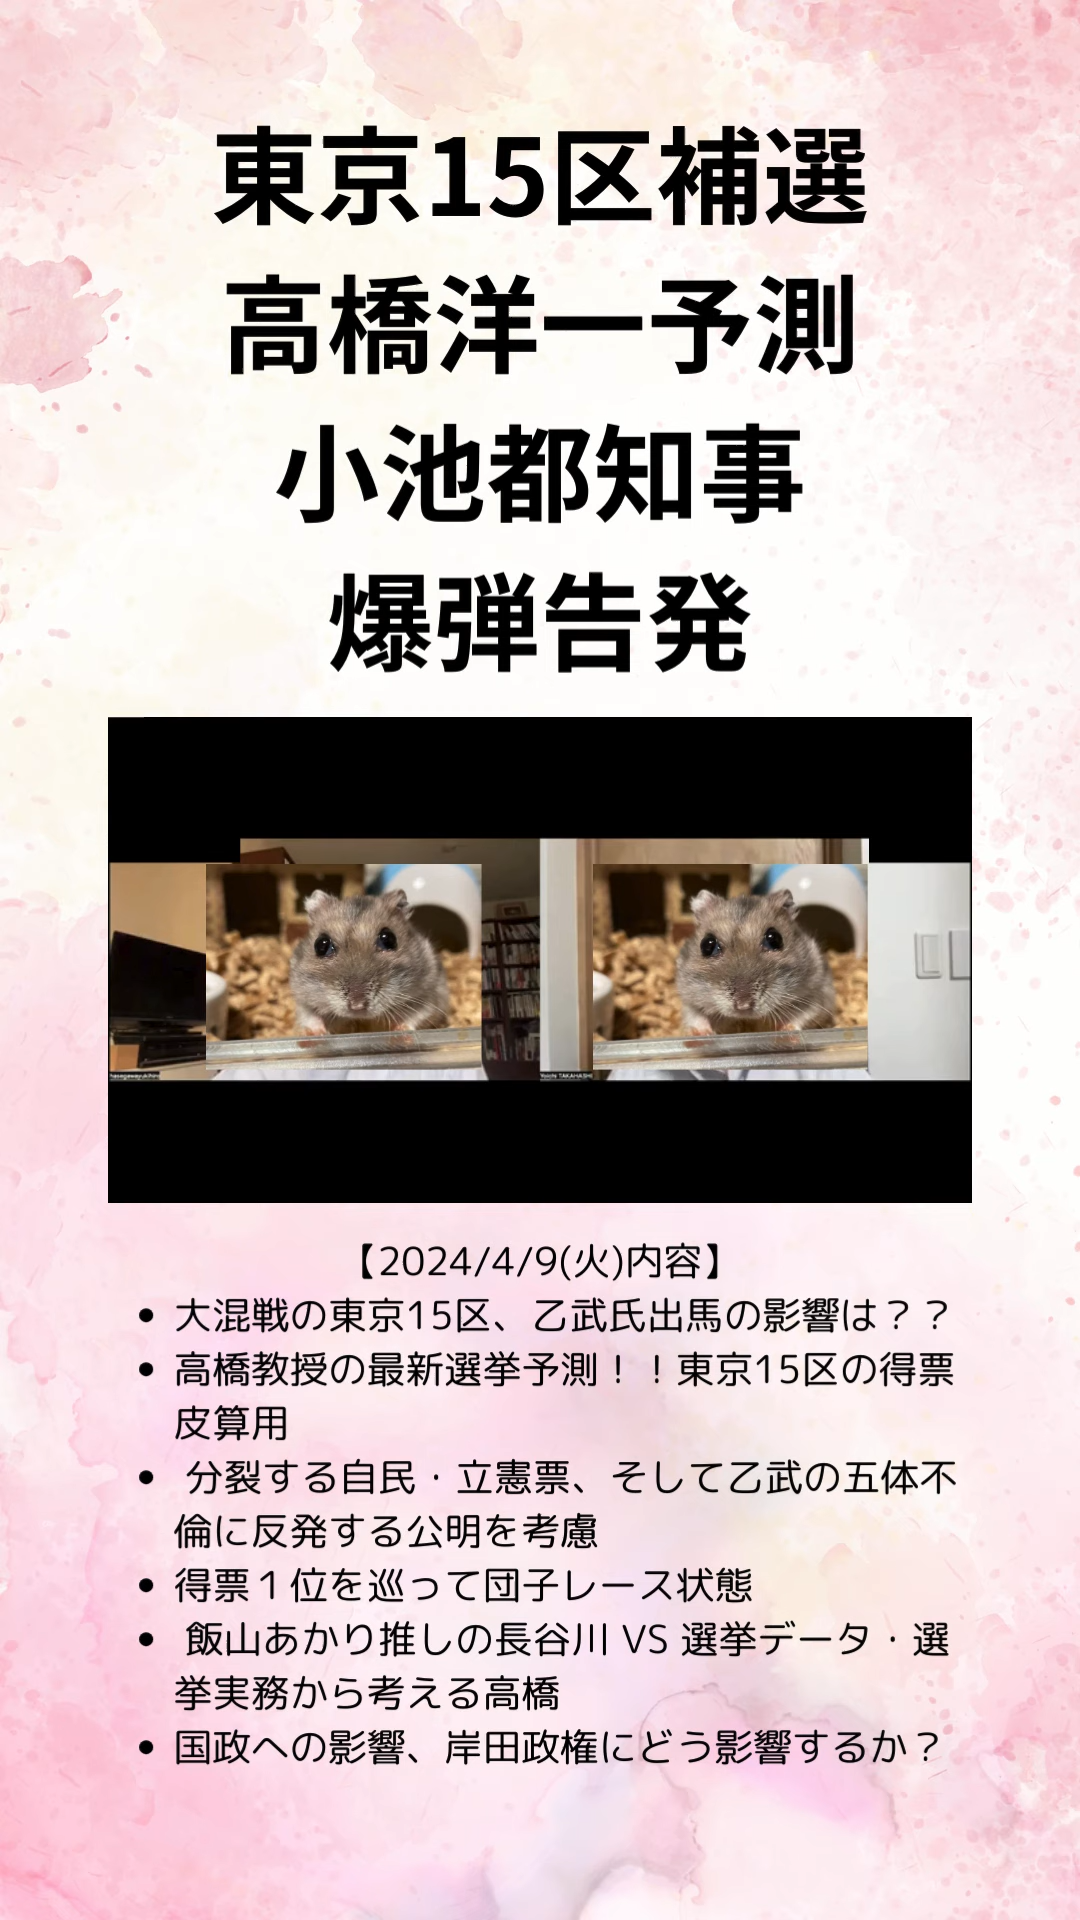 東京15区補選
高橋洋一予測
小池都知事
爆弾告発
hasegawayukihiro
Yoichi TAKAHASHI
【2024/4/9(火)内容】
• 大混戦の東京15区、乙武氏出馬の影響は？？
• 高橋教授の最新選挙予測！！東京15区の得票
皮算用
• 分裂する自民・立憲票、そして乙武の五体不
倫に反発する公明を考慮
• 得票１位を巡って団子レース状態
• 飯山あかり推しの長谷川 VS 選挙データ・選
挙実務から考える高橋
• 国政への影響、岸田政権にどう影響するか？